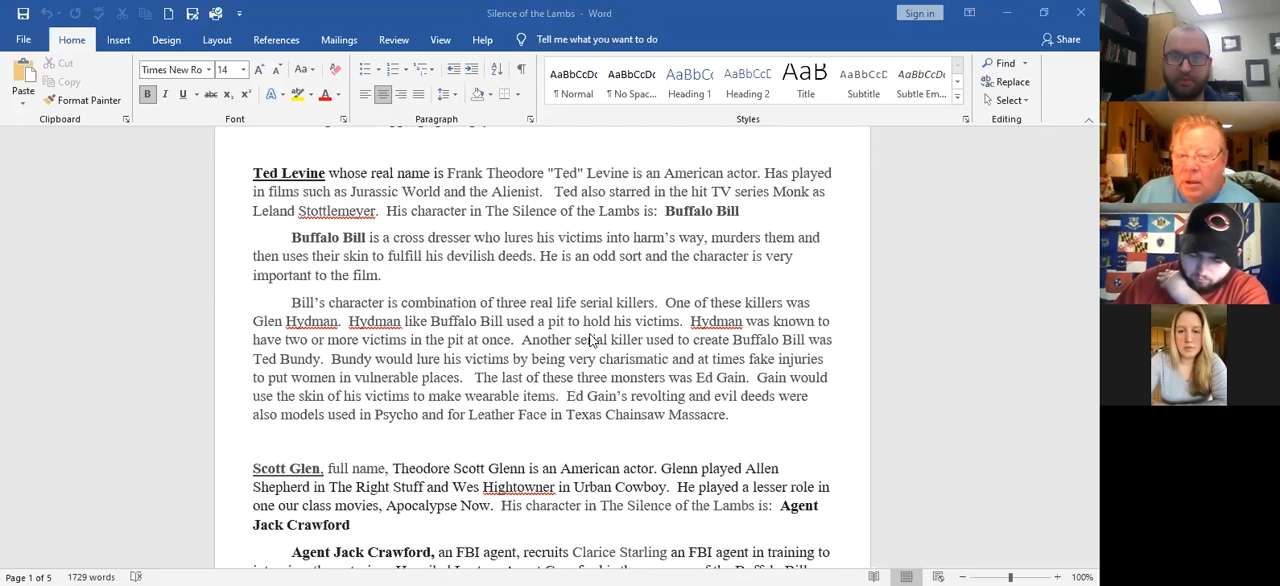 Silence of the Lambs - Word
Sign in
File Home Insert Design Layout References Mailings Review View Help Tell me what you want to do Share
Paste
Cut
Copy
Format Painter
Clipboard
Times New Ro 14
Font
Paragraph
AaBbCcDc AaBbCcDc AaBbCc AaBbCcD AaB AaBbCcD AaBbCcDc
¶ Normal ¶ No Spac... Heading 1 Heading 2 Title Subtitle Subtle Em...
Styles
Find
Replace
Select
Editing
Ted Levine whose real name is Frank Theodore "Ted" Levine is an American actor. Has played
in films such as Jurassic World and the Alienist. Ted also starred in the hit TV series Monk as
Leland Stottlemeyer. His character in The Silence of the Lambs is: Buffalo Bill
Buffalo Bill is a cross dresser who lures his victims into harm's way, murders them and
then uses their skin to fulfill his devilish deeds. He is an odd sort and the character is very
important to the film.
Bill's character is combination of three real life serial killers. One of these killers was
Glen Hydman. Hydman like Buffalo Bill used a pit to hold his victims. Hydman was known to
have two or more victims in the pit at once. Another serial killer used to create Buffalo Bill was
Ted Bundy. Bundy would lure his victims by being very charismatic and at times fake injuries
to put women in vulnerable places. The last of these three monsters was Ed Gain. Gain would
use the skin of his victims to make wearable items. Ed Gain's revolting and evil deeds were
also models used in Psycho and for Leather Face in Texas Chainsaw Massacre.
Scott Glen, full name, Theodore Scott Glenn is an American actor. Glenn played Allen
Shepherd in The Right Stuff and Wes Hightowner in Urban Cowboy. He played a lesser role in
one our class movies, Apocalypse Now. His character in The Silence of the Lambs is: Agent
Jack Crawford
Agent Jack Crawford, an FBI agent, recruits Clarice Starling an FBI agent in training to
Page 1 of 5 1729 words
100%